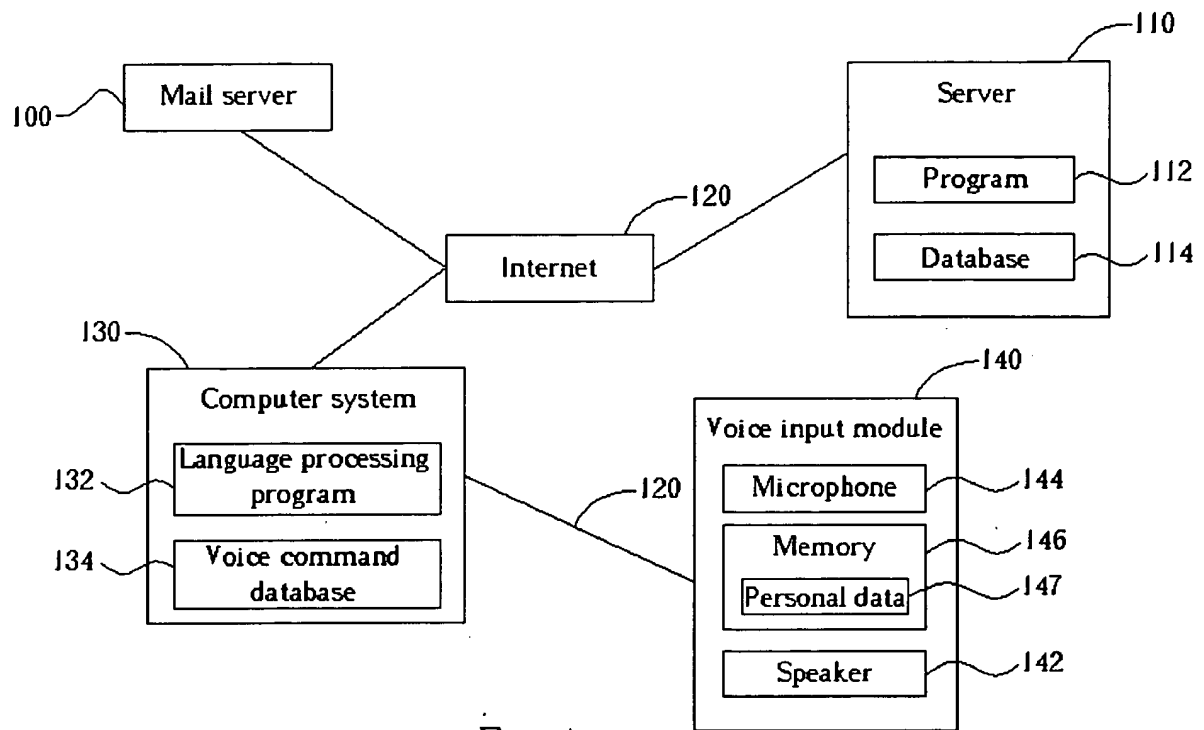 110
Mail server
100
Server
Program
112
120
Internet
Database
114
130
Computer system
Language processing
program
132
Voice command
database
134
120
140
Voice input module
Microphone
144
Memory
146
Personal data
147
Speaker
142